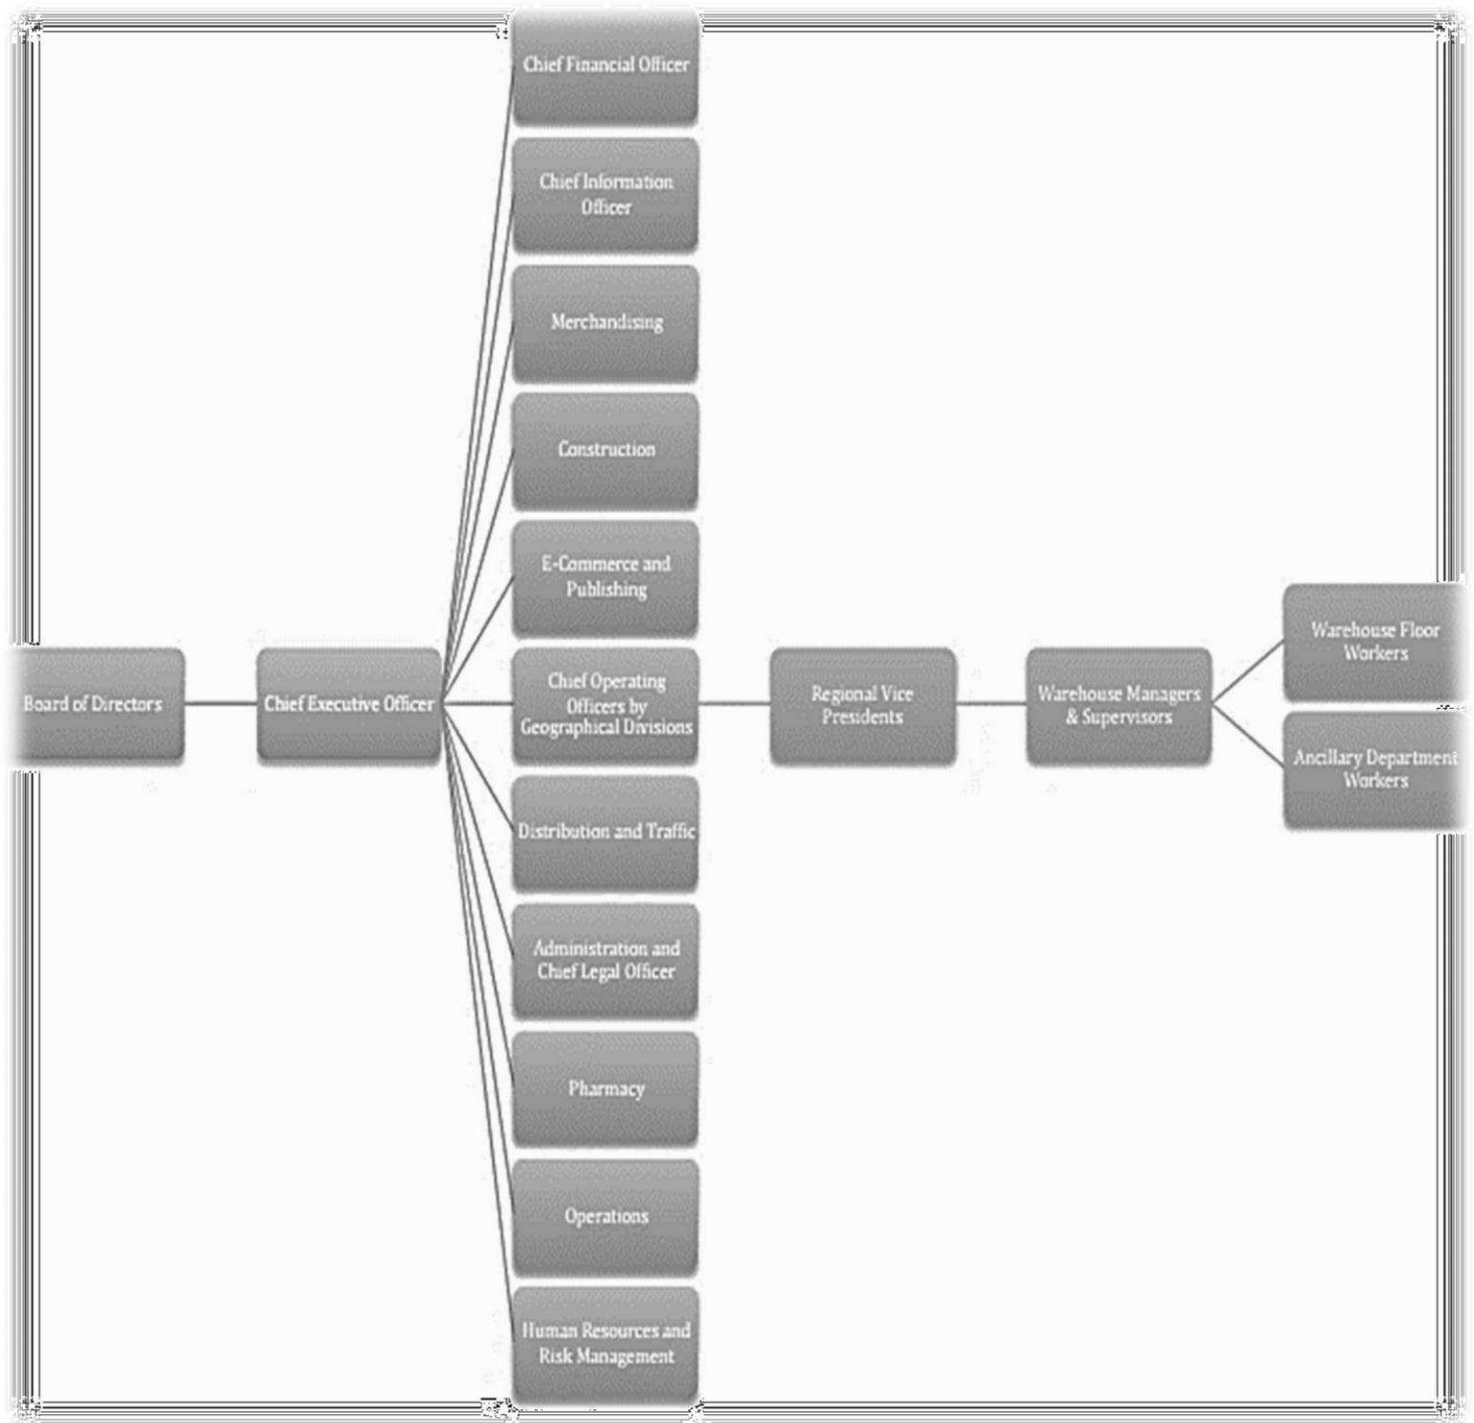 Chief Financial Officer
Chief Information
Officer
Merchandising
Construction
E-Commerce and
Publishing
Board of Directors
Chief Executive Officer
Chief Operating
Officers by
Geographical Divisions
Regional Vice
Presidents
Warehouse Managers
& Supervisors
Warehouse Floor
Workers
Ancillary Department
Workers
Distribution and Traffic
Administration and
Chief Legal Officer
Pharmacy
Operations
Human Resources and
Risk Management